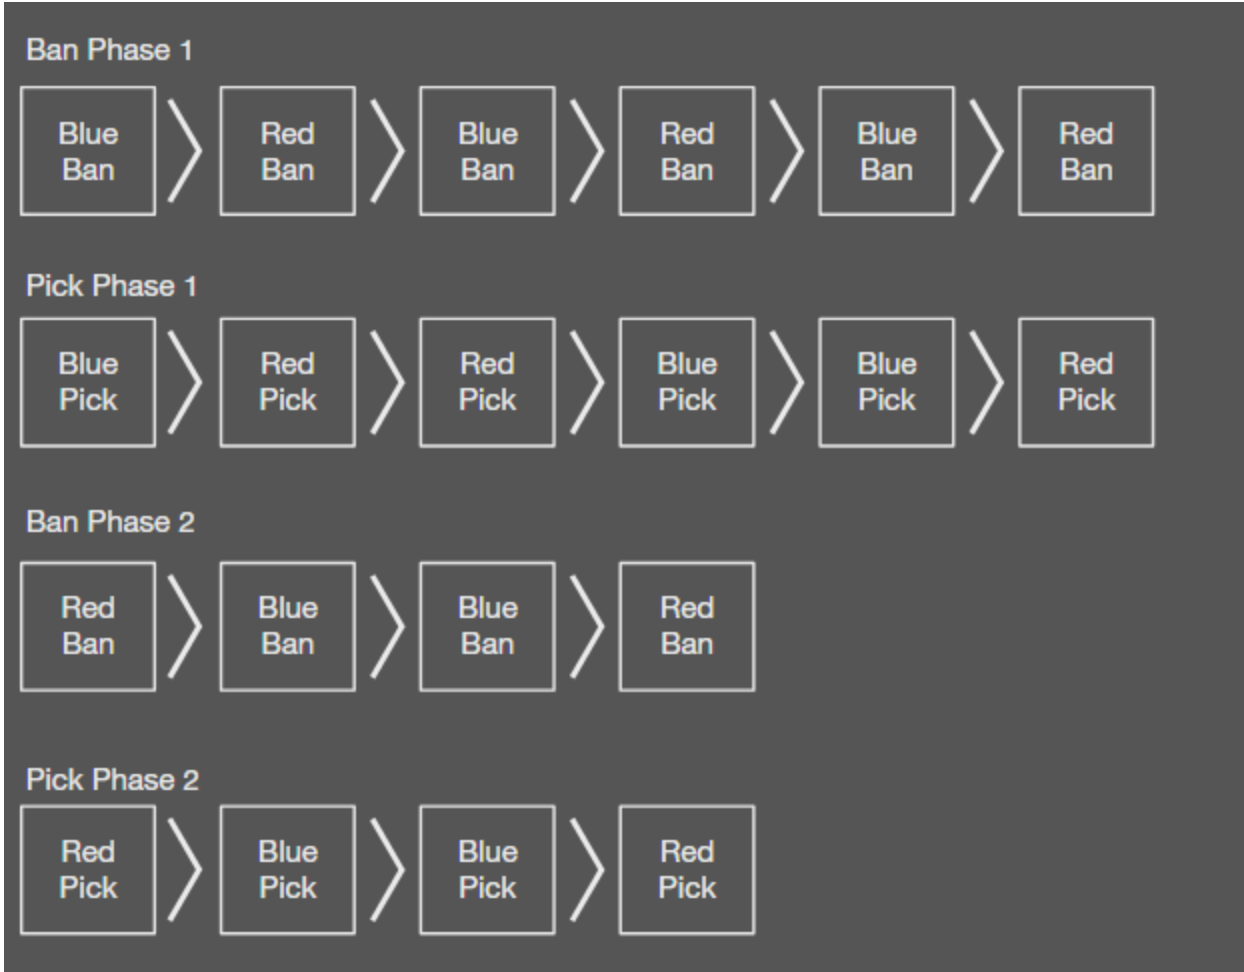 Ban Phase 1
Blue
Ban
Red
Ban
Blue
Ban
Red
Ban
Blue
Ban
Red
Ban
Pick Phase 1
Blue
Pick
Red
Pick
Red
Pick
Blue
Pick
Blue
Pick
Red
Pick
Ban Phase 2
Red
Ban
Blue
Ban
Blue
Ban
Red
Ban
Pick Phase 2
Red
Pick
Blue
Pick
Blue
Pick
Red
Pick